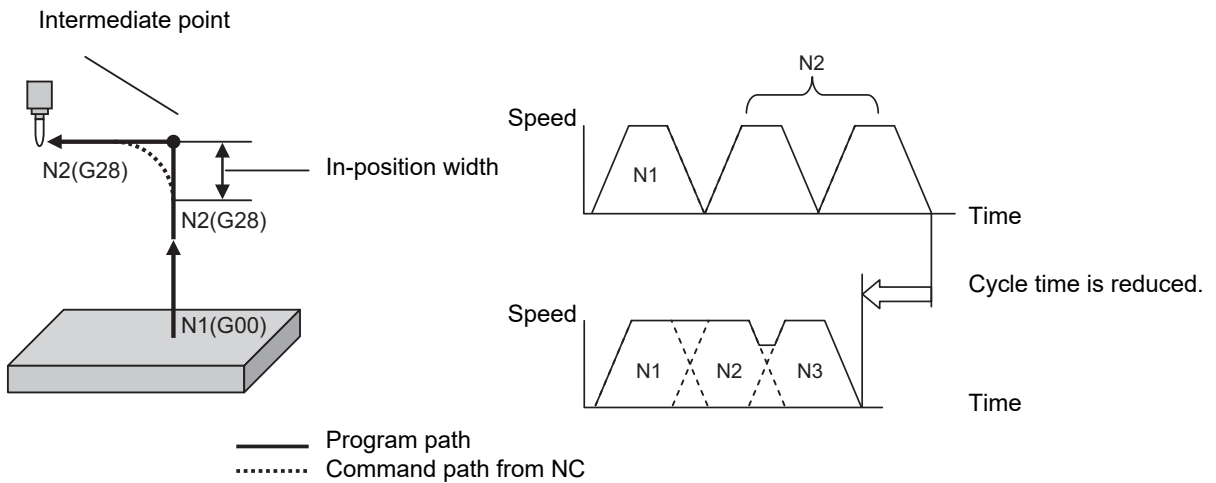 Intermediate point
N2(G28)
In-position width
N2(G28)
N1(G00)
N2
Speed
N1
Time
Cycle time is reduced.
Speed
N1
N2
N3
Time
Program path
Command path from NC